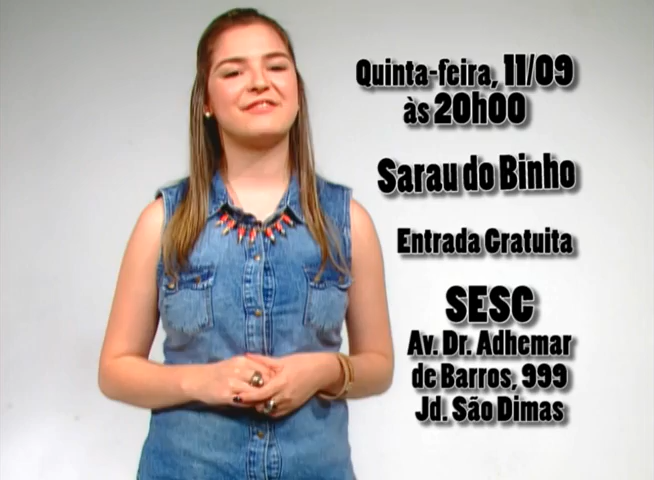 Quinta-feira, 11/09
às 20h00
Sarau do Binho
Entrada Gratuita
SESC
Av. Dr. Adhemar
de Barros, 999
Jd. São Dimas